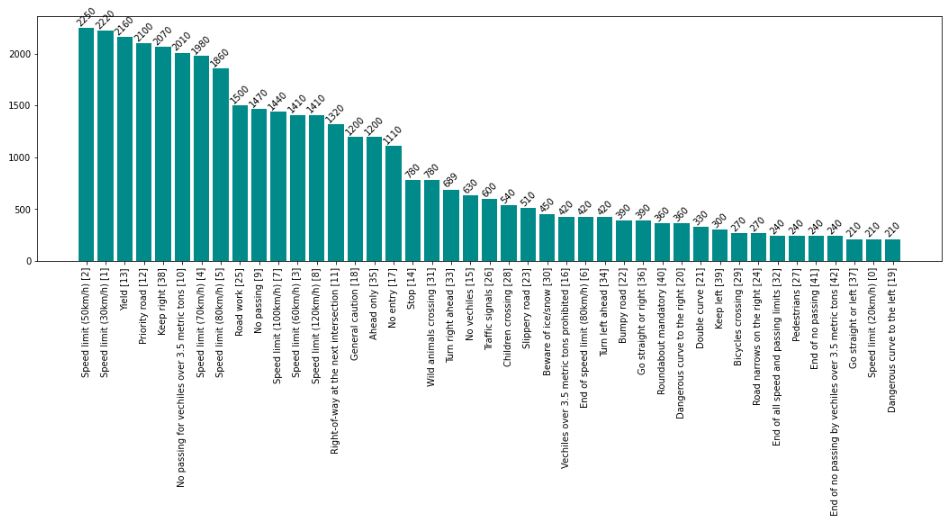 2250
2220
2160
2100
2070
2010
1980
1860
1500
1470
1440
1410
1410
1320
1200
1200
1110
780
780
689
630
600
540
510
450
420
420
420
390
390
360
360
330
300
270
270
240
240
240
240
210
210
210
2000
1500
1000
500
0
Speed limit (50km/h) [2]
Speed limit (30km/h) [1]
Yield [13]
Priority road [12]
Keep right [38]
No passing for vechiles over 3.5 metric tons [10]
Speed limit (70km/h) [4]
Speed limit (80km/h) [5]
Road work [25]
No passing [9]
Speed limit (100km/h) [7]
Speed limit (60km/h) [3]
Speed limit (120km/h) [8]
Right-of-way at the next intersection [11]
General caution [18]
Ahead only [35]
No entry [17]
Stop [14]
Wild animals crossing [31]
Turn right ahead [33]
No vechiles [15]
Traffic signals [26]
Children crossing [28]
Slippery road [23]
Beware of ice/snow [30]
Vechiles over 3.5 metric tons prohibited [16]
End of speed limit (80km/h) [6]
Turn left ahead [34]
Bumpy road [22]
Go straight or right [36]
Roundabout mandatory [40]
Dangerous curve to the right [20]
Double curve [21]
Keep left [39]
Bicycles crossing [29]
Road narrows on the right [24]
End of all speed and passing limits [32]
Pedestrians [27]
End of no passing [41]
End of no passing by vechiles over 3.5 metric tons [42]
Go straight or left [37]
Speed limit (20km/h) [0]
Dangerous curve to the left [19]